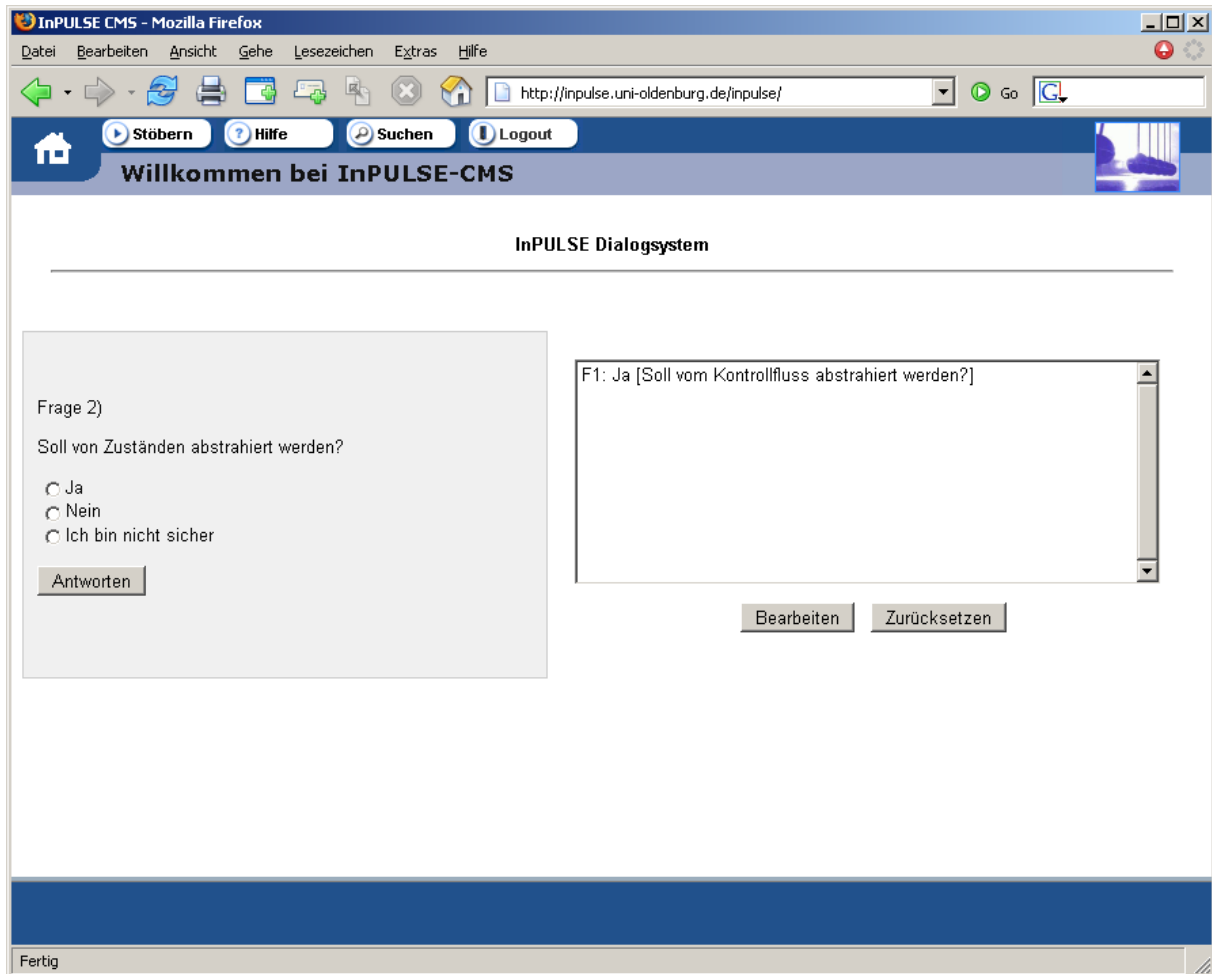 InPULSE CMS - Mozilla Firefox
Datei Bearbeiten Ansicht Gehe Lesezeichen Extras Hilfe
http://inpulse.uni-oldenburg.de/inpulse/ Go G
Stöbern Hilfe Suchen Logout
Willkommen bei InPULSE-CMS
InPULSE Dialogsystem
F1: Ja [Soll vom Kontrollfluss abstrahiert werden?]
Frage 2)
Soll von Zuständen abstrahiert werden?
Ja
Nein
Ich bin nicht sicher
Antworten
Bearbeiten Zurücksetzen
Fertig